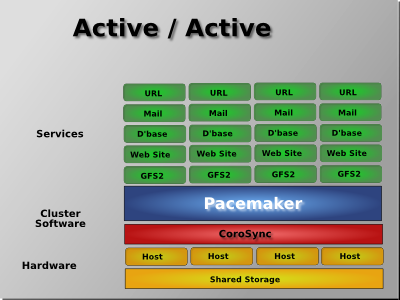 Active / Active
URL URL URL URL
Mail Mail Mail Mail
Services
D'base D'base D'base D'base
Web Site Web Site Web Site Web Site
GFS2 GFS2 GFS2 GFS2
Cluster
Software
Pacemaker
CoroSync
Hardware
Host Host Host Host
Shared Storage